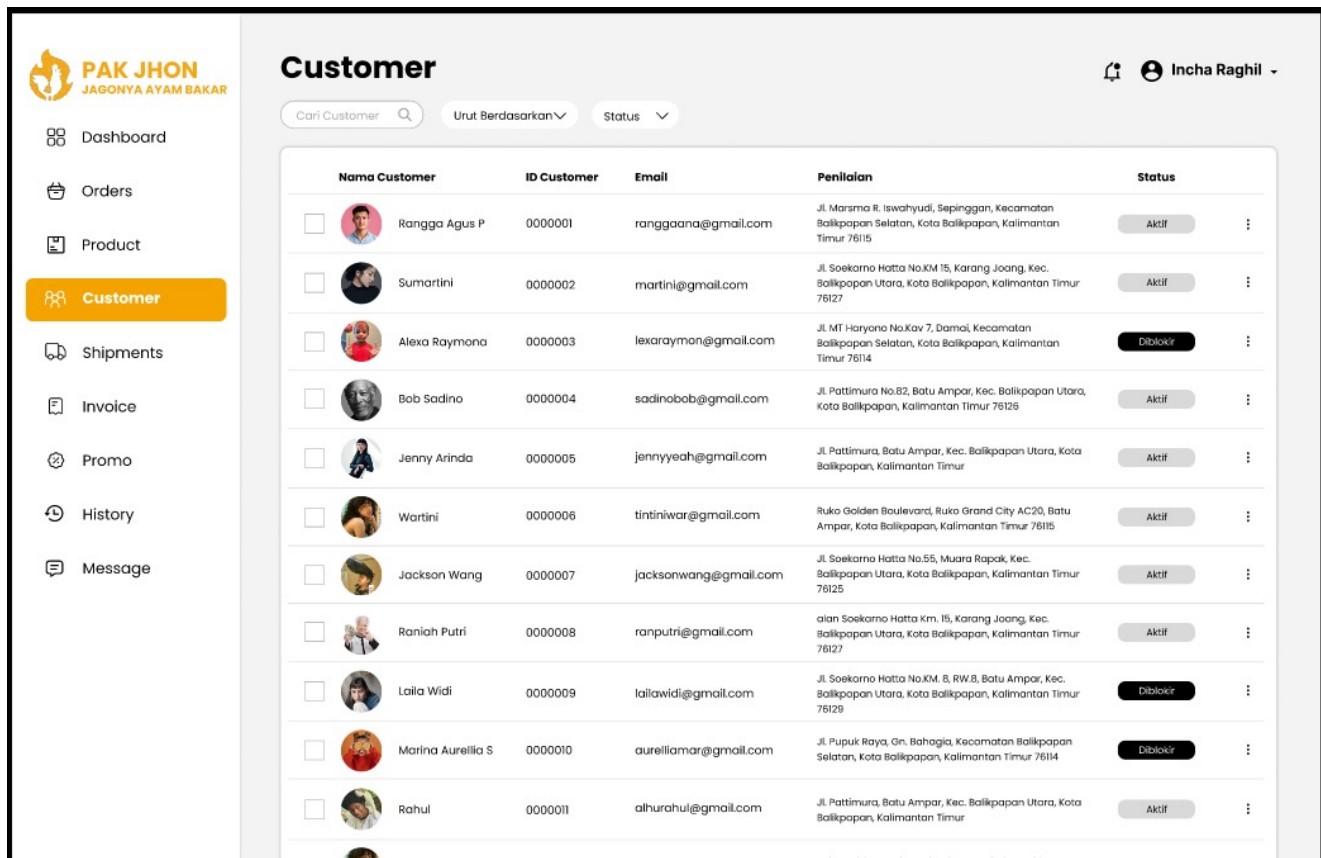 PAK JHON
JAGONYA AYAM BAKAR
Dashboard
Orders
Product
Customer
Shipments
Invoice
Promo
History
Message
Customer
Incha Raghil
Cari Customer
Urut Berdasarkan
Status
Nama Customer ID Customer Email Penilaian Status
Rangga Agus P 0000001 ranggaana@gmail.com
Jl. Marsma R. Iswahyudi, Sepinggan, Kecamatan
Balikpapan Selatan, Kota Balikpapan, Kalimantan
Timur 76115
Aktif
Sumartini 0000002 martini@gmail.com
Jl. Soekarno Hatta No.KM 15, Karang Joang, Kec.
Balikpapan Utara, Kota Balikpapan, Kalimantan Timur
76127
Aktif
Alexa Raymona 0000003 lexaraymon@gmail.com
Jl. MT Haryono No.Kav 7, Damai, Kecamatan
Balikpapan Selatan, Kota Balikpapan, Kalimantan
Timur 76114
Diblokir
Bob Sadino 0000004 sadinobob@gmail.com
Jl. Pattimura No.82, Batu Ampar, Kec. Balikpapan Utara,
Kota Balikpapan, Kalimantan Timur 76126
Aktif
Jenny Arinda 0000005 jennyyeah@gmail.com
Jl. Pattimura, Batu Ampar, Kec. Balikpapan Utara, Kota
Balikpapan, Kalimantan Timur
Aktif
Wartini 0000006 tintiniwar@gmail.com
Ruko Golden Boulevard, Ruko Grand City AC20, Batu
Ampar, Kota Balikpapan, Kalimantan Timur 76115
Aktif
Jackson Wang 0000007 jacksonwang@gmail.com
Jl. Soekarno Hatta No.55, Muara Rapak, Kec.
Balikpapan Utara, Kota Balikpapan, Kalimantan Timur
76125
Aktif
Raniah Putri 0000008 ranputri@gmail.com
alan Soekarno Hatta Km. 15, Karang Joang, Kec.
Balikpapan Utara, Kota Balikpapan, Kalimantan Timur
76127
Aktif
Laila Widi 0000009 lailawidi@gmail.com
Jl. Soekarno Hatta No.KM. 8, RW.8, Batu Ampar, Kec.
Balikpapan Utara, Kota Balikpapan, Kalimantan Timur
76129
Diblokir
Marina Aurellia S 0000010 aurelliamar@gmail.com
Jl. Pupuk Raya, Gn. Bahagia, Kecamatan Balikpapan
Selatan, Kota Balikpapan, Kalimantan Timur 76114
Diblokir
Rahul 0000011 alhurahul@gmail.com
Jl. Pattimura, Batu Ampar, Kec. Balikpapan Utara, Kota
Balikpapan, Kalimantan Timur
Aktif